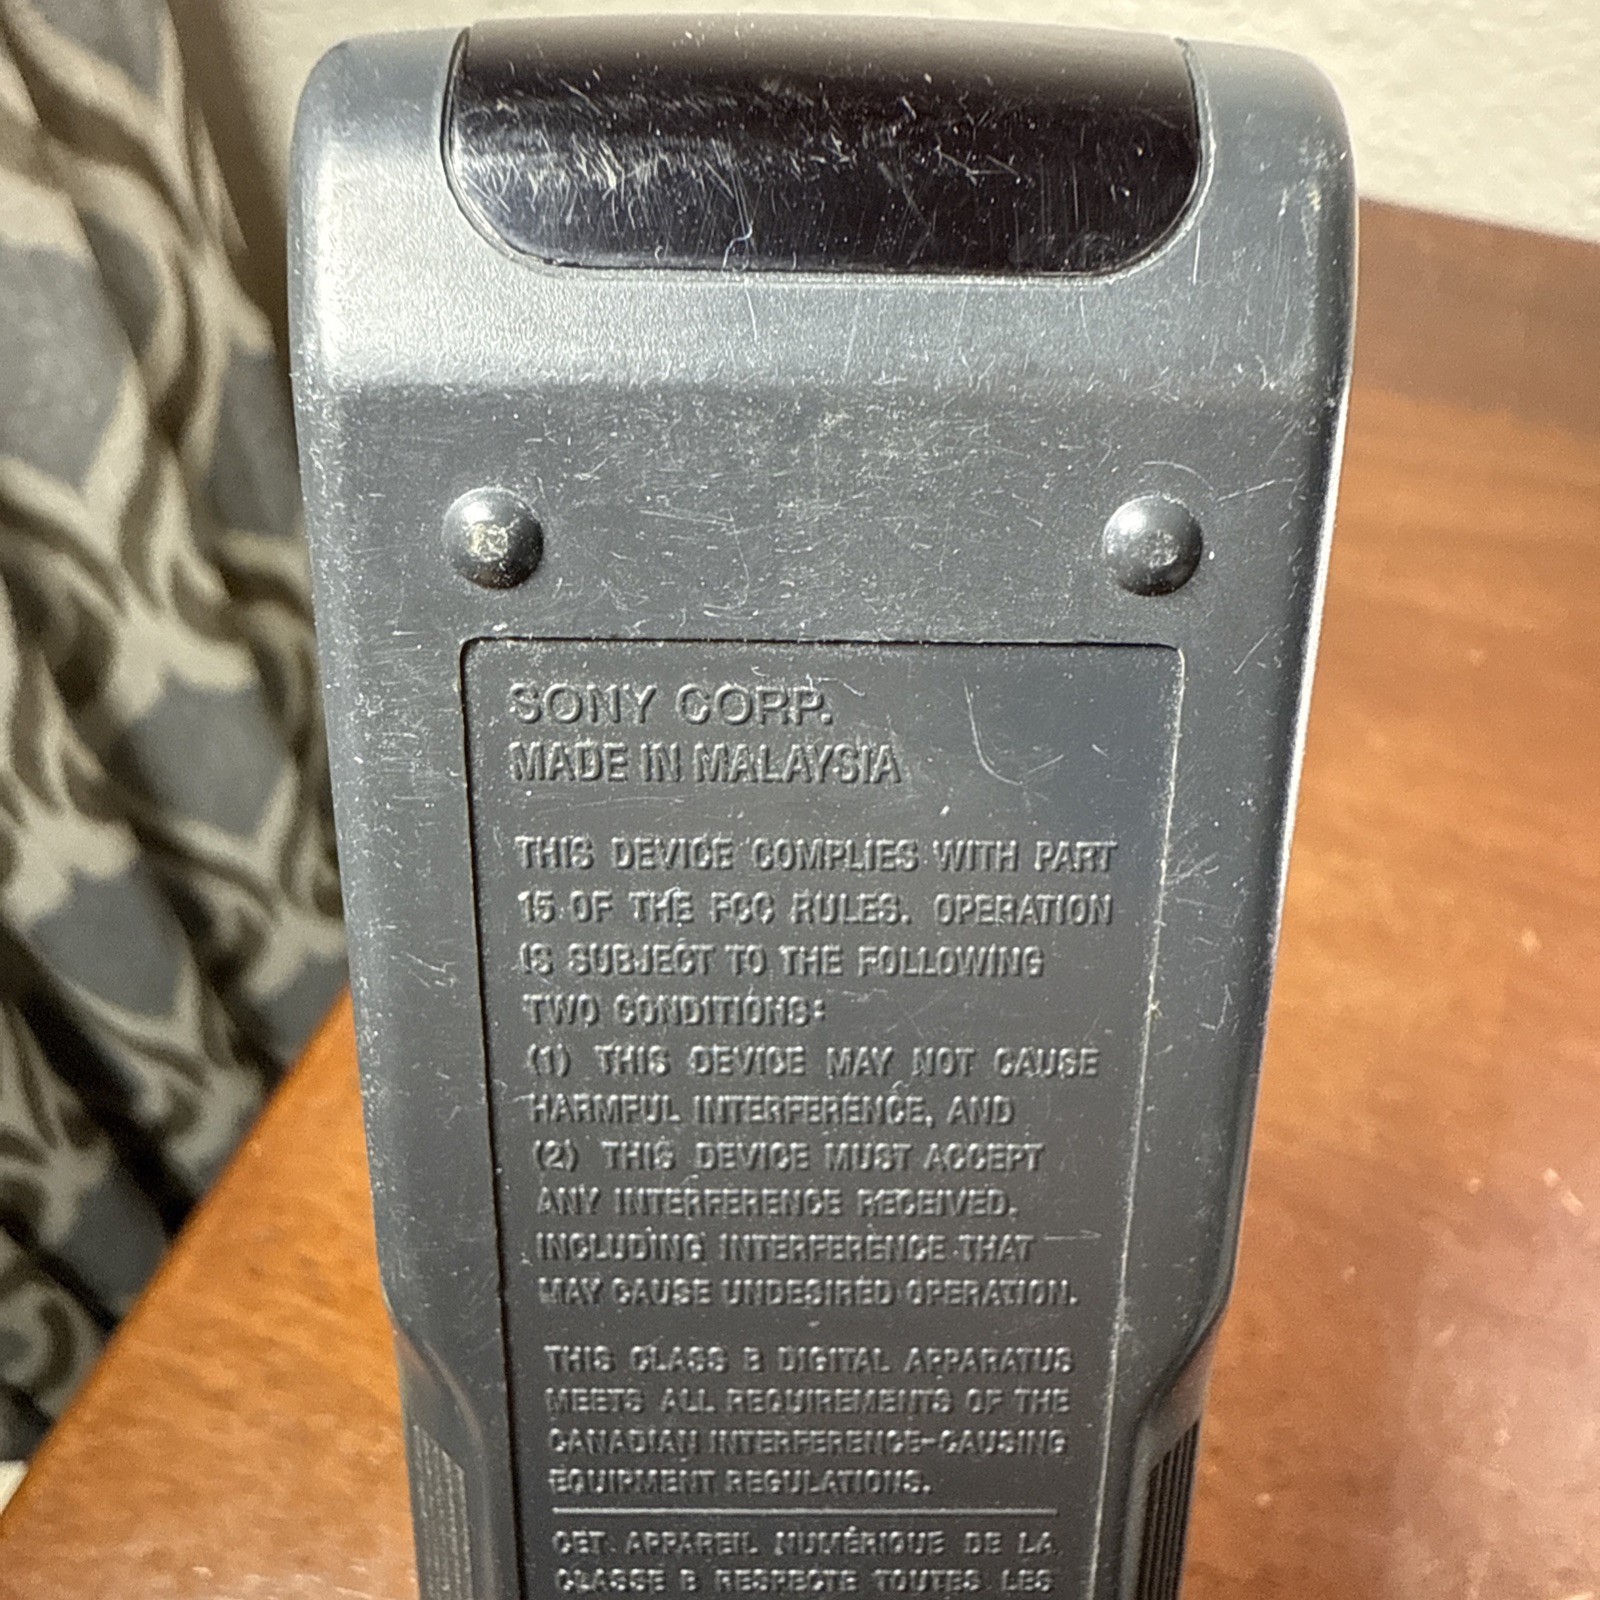 SONY CORP.
MADE IN MALAYSIA
THIS DEVICE COMPLIES WITH PART
15 OF THE FCC RULES. OPERATION
IS SUBJECT TO THE FOLLOWING
TWO CONDITIONS:
(1) THIS DEVICE MAY NOT CAUSE
HARMFUL INTERFERENCE, AND
(2) THIS DEVICE MUST ACCEPT
ANY INTERFERENCE RECEIVED,
INCLUDING INTERFERENCE THAT
MAY CAUSE UNDESIRED OPERATION.
THIS CLASS B DIGITAL APPARATUS
MEETS ALL REQUIREMENTS OF THE
CANADIAN INTERFERENCE-CAUSING
EQUIPMENT REGULATIONS.
CET APPAREIL NUMÉRIQUE DE LA
CLASSE B RESPECTE TOUTES LES